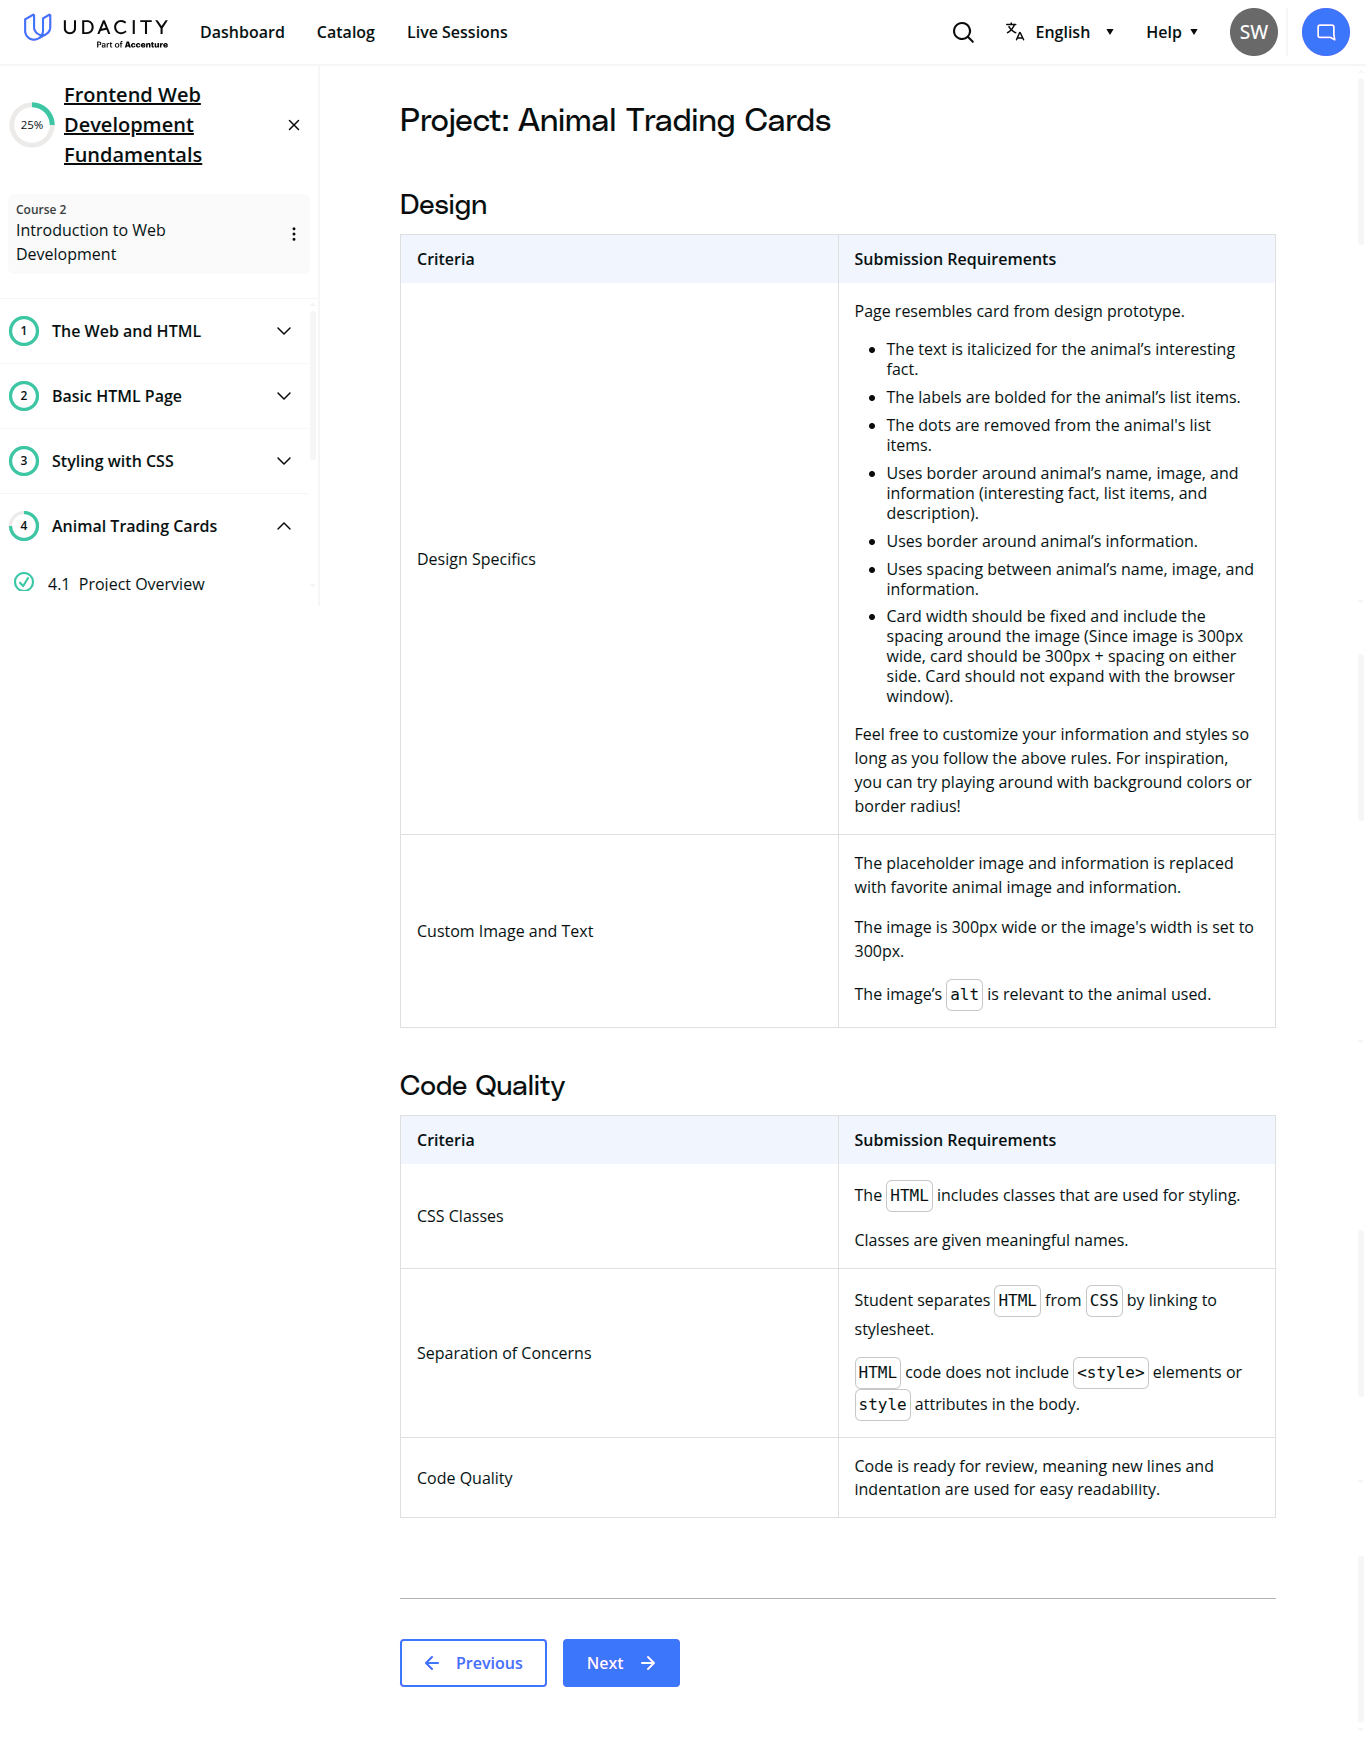 UDACITY
Part of Accenture
Dashboard
Catalog
Live Sessions
English
Help
SW
25%
Frontend Web
Development
Fundamentals
Course 2
Introduction to Web
Development
1
The Web and HTML
2
Basic HTML Page
3
Styling with CSS
4
Animal Trading Cards
4.1 Project Overview
Project: Animal Trading Cards
Design
Criteria
Submission Requirements
Design Specifics
Page resembles card from design prototype.
The text is italicized for the animal’s interesting
fact.
The labels are bolded for the animal’s list items.
The dots are removed from the animal's list
items.
Uses border around animal’s name, image, and
information (interesting fact, list items, and
description).
Uses border around animal’s information.
Uses spacing between animal’s name, image, and
information.
Card width should be fixed and include the
spacing around the image (Since image is 300px
wide, card should be 300px + spacing on either
side. Card should not expand with the browser
window).
Feel free to customize your information and styles so
long as you follow the above rules. For inspiration,
you can try playing around with background colors or
border radius!
Custom Image and Text
The placeholder image and information is replaced
with favorite animal image and information.
The image is 300px wide or the image's width is set to
300px.
The image’s alt is relevant to the animal used.
Code Quality
Criteria
Submission Requirements
CSS Classes
The HTML includes classes that are used for styling.
Classes are given meaningful names.
Separation of Concerns
Student separates HTML from CSS by linking to
stylesheet.
HTML code does not include <style> elements or
style attributes in the body.
Code Quality
Code is ready for review, meaning new lines and
indentation are used for easy readability.
Previous
Next